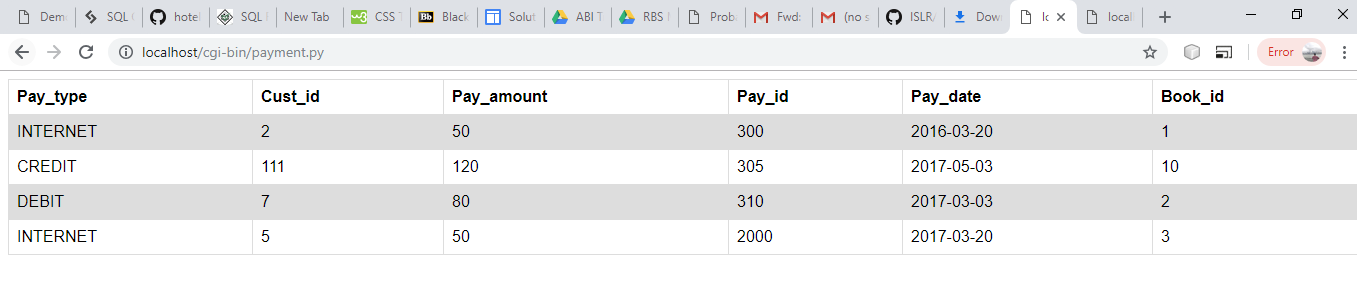 Dem SQL hotel SQL New Tab CSS T Black Solut ABI T RBS Prob Fwd: (no s ISLR/ Dow lo local
localhost/cgi-bin/payment.py Error
Pay_type Cust_id Pay_amount Pay_id Pay_date Book_id
INTERNET 2 50 300 2016-03-20 1
CREDIT 111 120 305 2017-05-03 10
DEBIT 7 80 310 2017-03-03 2
INTERNET 5 50 2000 2017-03-20 3